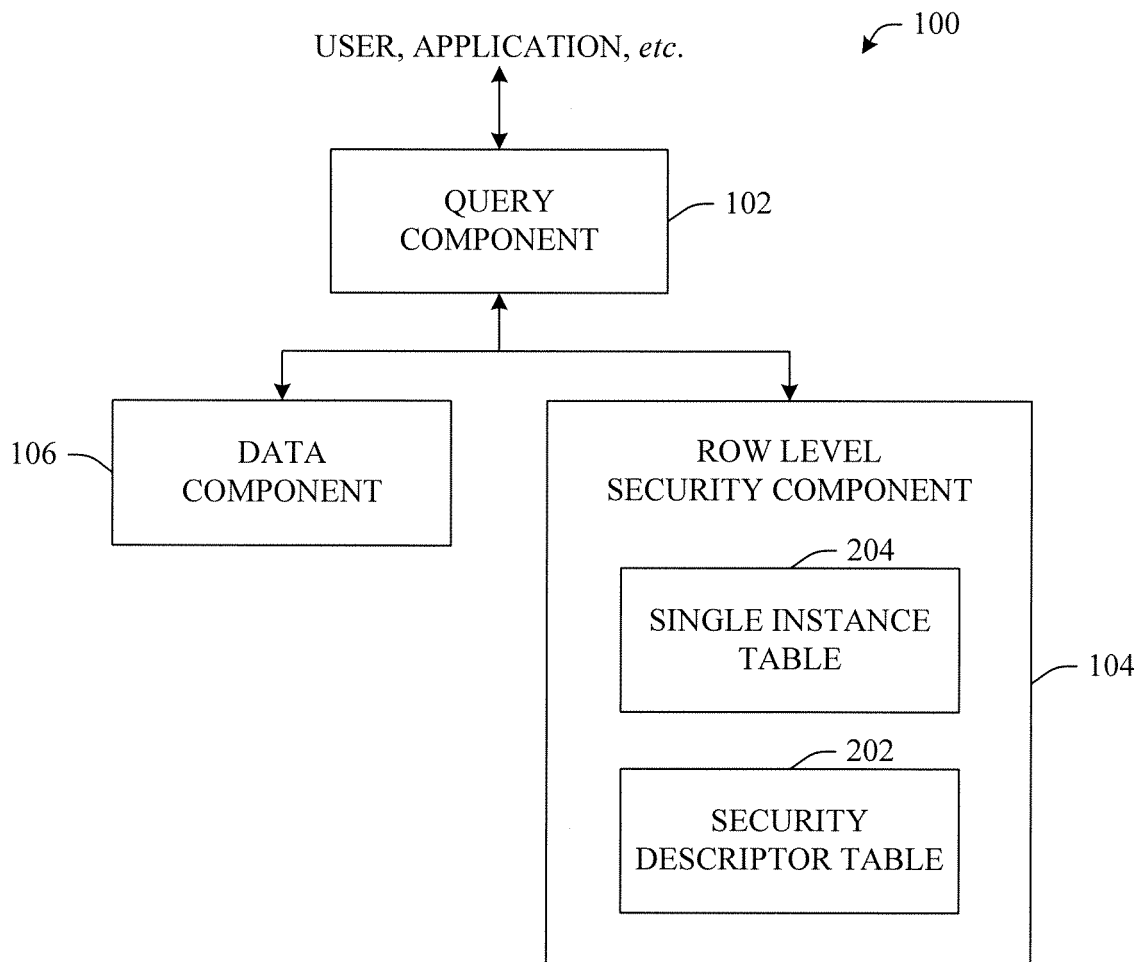 100
USER, APPLICATION, etc.
QUERY
COMPONENT
102
106
DATA
COMPONENT
ROW LEVEL
SECURITY COMPONENT
204
SINGLE INSTANCE
TABLE
104
202
SECURITY
DESCRIPTOR TABLE